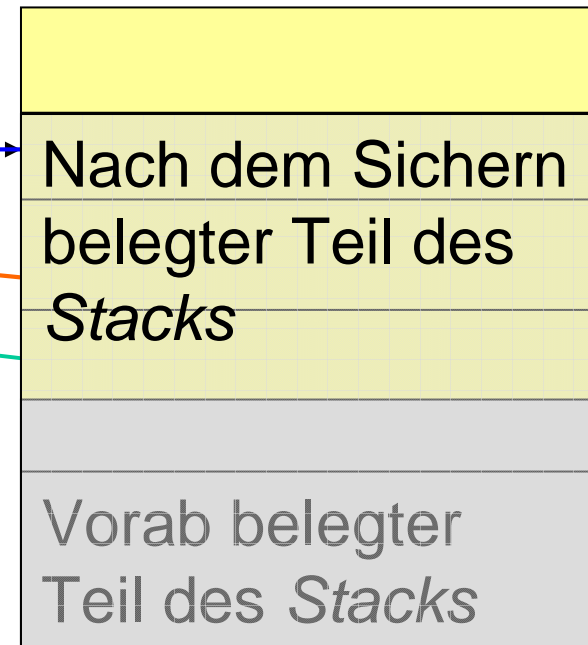 Nach dem Sichern
belegter Teil des
Stacks
Vorab belegter
Teil des Stacks